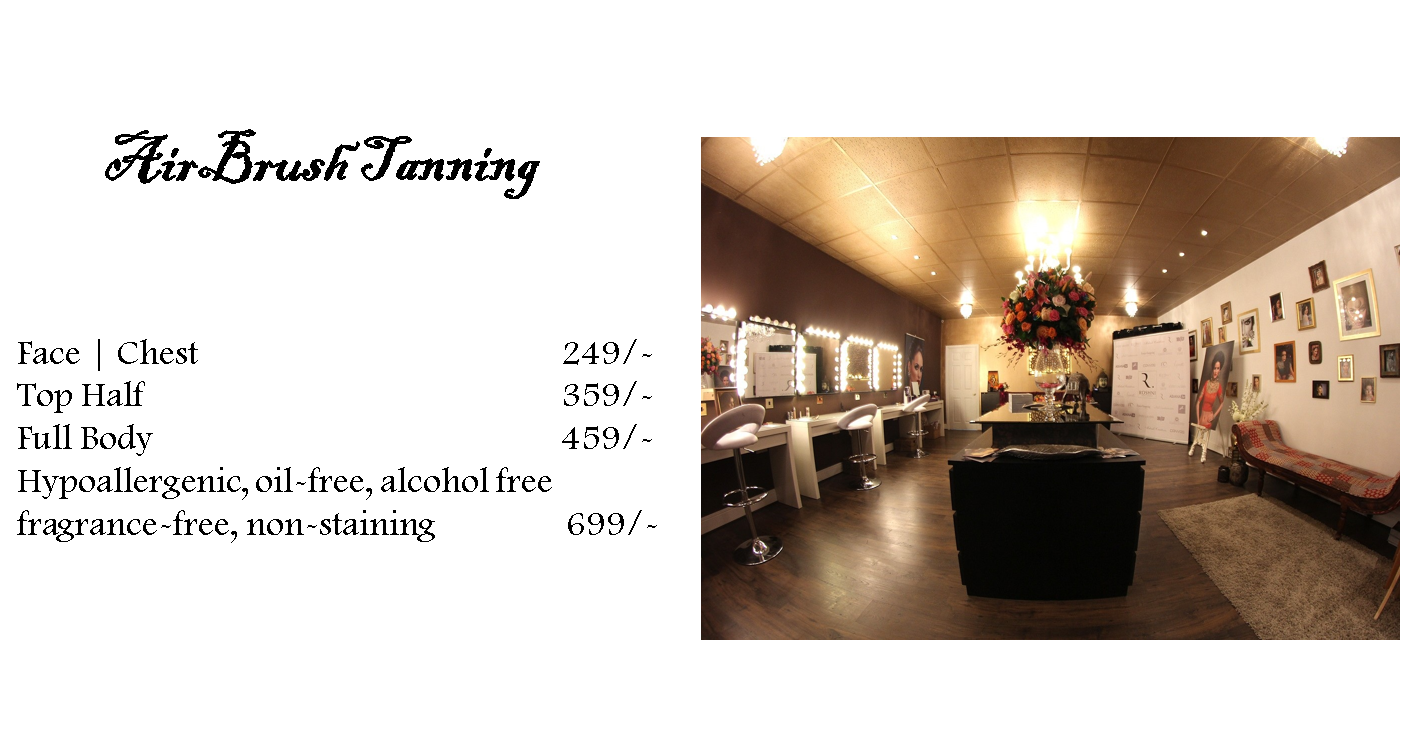 AirBrush Tanning
Face | Chest 249/-
Top Half 359/-
Full Body 459/-
Hypoallergenic, oil-free, alcohol free
fragrance-free, non-staining 699/-
R